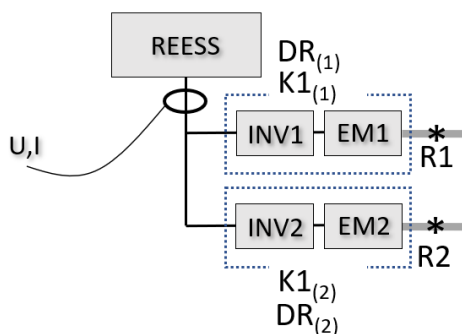 REESS
DR(1)
K1(1)
U,I
INV1 EM1 *
R1
INV2 EM2 *
R2
K1(2)
DR(2)